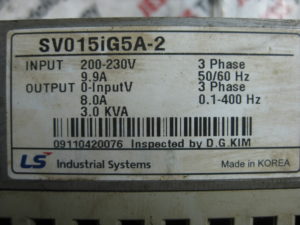 SV015iG5A-2
INPUT 200-230V 3 Phase
9.9A 50/60 Hz
OUTPUT 0-InputV 3 Phase
8.0A 0.1-400 Hz
3.0 KVA
09110420076 Inspected by D.G.KIM
LS Industrial Systems Made in KOREA